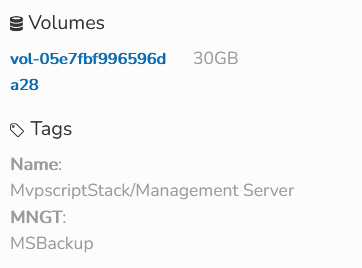 Volumes
vol-05e7fbf996596d 30GB
a28
Tags
Name:
MvpscriptStack/Management Server
MNGT:
MSBackup